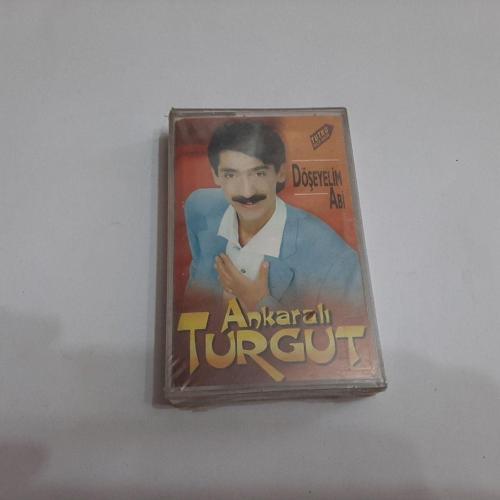 DÖŞEYELİM
ABİ
Ankaralı
TURGUT